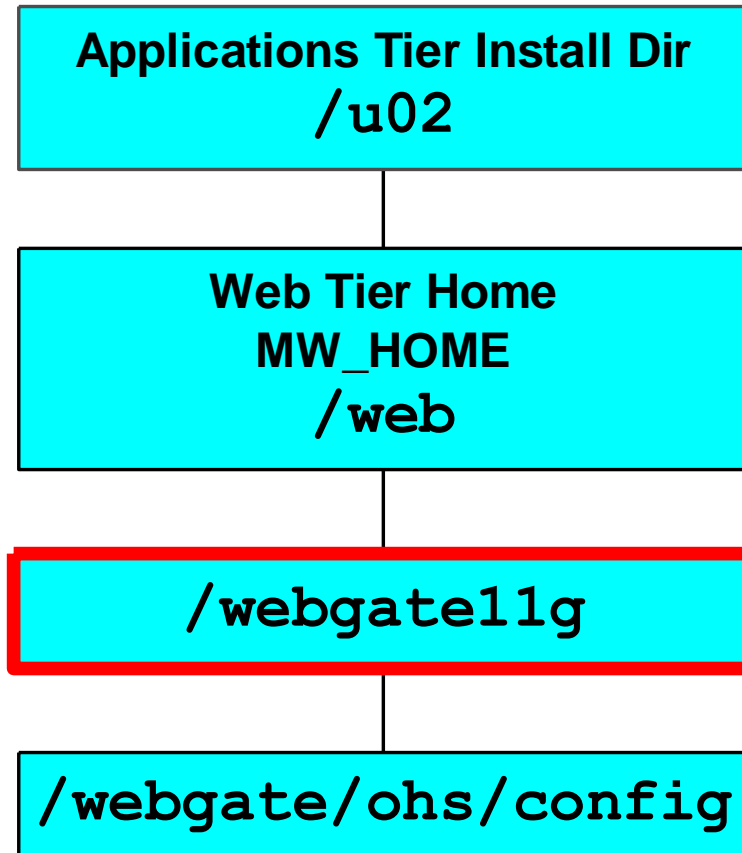 Applications Tier Install Dir
/u02
Web Tier Home
MW_HOME
/web
/webgate11g
/webgate/ohs/config